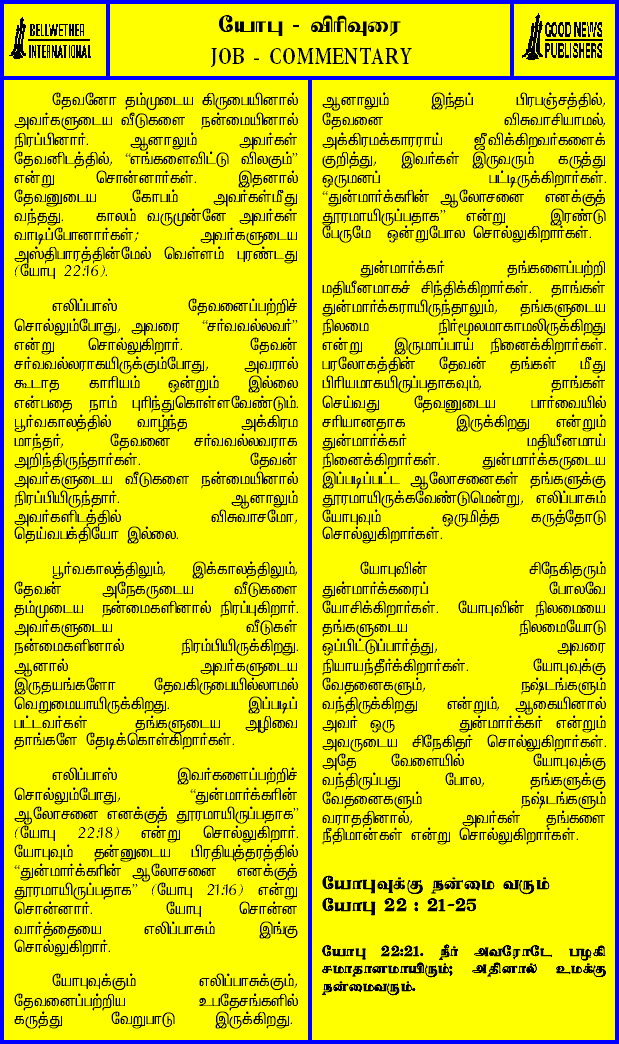 BELLWETHER
INTERNATIONAL
யோபு - விரிவுரை
JOB - COMMENTARY
GOOD NEWS
PUBLISHERS
தேவனோ தம்முடைய கிருபையினால்
அவர்களுடைய வீடுகளை நன்மையினால்
நிரப்பினார். ஆனாலும் அவர்கள்
தேவனிடத்தில், “எங்களைவிட்டு விலகும்”
என்று சொன்னார்கள். இதனால்
தேவனுடைய கோபம் அவர்கள்மீது
வந்தது. காலம் வருமுன்னே அவர்கள்
வாடிப்போனார்கள்; அவர்களுடைய
அஸ்திபாரத்தின்மேல் வெள்ளம் புரண்டது
(யோபு 22:16).
எலிப்பாஸ் தேவனைப்பற்றிச்
சொல்லும்போது, அவரை “சர்வவல்லவர்”
என்று சொல்லுகிறார். தேவன்
சர்வவல்லராகயிருக்கும்போது, அவரால்
கூடாத காரியம் ஒன்றும் இல்லை
என்பதை நாம் புரிந்துகொள்ளவேண்டும்.
பூர்வகாலத்தில் வாழ்ந்த அக்கிரம
மாந்தர், தேவனை சர்வவல்லவராக
அறிந்திருந்தார்கள். தேவன்
அவர்களுடைய வீடுகளை நன்மையினால்
நிரப்பியிருந்தார். ஆனாலும்
அவர்களிடத்தில் விசுவாசமோ,
தெய்வபக்தியோ இல்லை.
பூர்வகாலத்திலும், இக்காலத்திலும்,
தேவன் அநேகருடைய வீடுகளை
தம்முடைய நன்மைகளினால் நிரப்புகிறார்.
அவர்களுடைய வீடுகள்
நன்மைகளினால் நிரம்பியிருக்கிறது.
ஆனால் அவர்களுடைய
இருதயங்களோ தேவகிருபையில்லாமல்
வெறுமையாயிருக்கிறது. இப்படிப்
பட்டவர்கள் தங்களுடைய அழிவை
தாங்களே தேடிக்கொள்கிறார்கள்.
எலிப்பாஸ் இவர்களைப்பற்றிச்
சொல்லும்போது, “துன்மார்க்கரின்
ஆலோசனை எனக்குத் தூரமாயிருப்பதாக”
(யோபு 22:18) என்று சொல்லுகிறார்.
யோபுவும் தன்னுடைய பிரதியுத்தரத்தில்
“துன்மார்க்கரின் ஆலோசனை எனக்குத்
தூரமாயிருப்பதாக” (யோபு 21:16) என்று
சொன்னார். யோபு சொன்ன
வார்த்தையை எலிப்பாசும் இங்கு
சொல்லுகிறார்.
யோபுவுக்கும் எலிப்பாசுக்கும்,
தேவனைப்பற்றிய உபதேசங்களில்
கருத்து வேறுபாடு இருக்கிறது.
ஆனாலும் இந்தப் பிரபஞ்சத்தில்,
தேவனை விசுவாசியாமல்,
அக்கிரமக்காரராய் ஜீவிக்கிறவர்களைக்
குறித்து, இவர்கள் இருவரும் கருத்து
ஒருமனப் பட்டிருக்கிறார்கள்.
“துன்மார்க்கரின் ஆலோசனை எனக்குத்
தூரமாயிருப்பதாக” என்று இரண்டு
பேருமே ஒன்றுபோல சொல்லுகிறார்கள்.
துன்மார்க்கர் தங்களைப்பற்றி
மதியீனமாகச் சிந்திக்கிறார்கள். தாங்கள்
துன்மார்க்கராயிருந்தாலும், தங்களுடைய
நிலமை நிர்மூலமாகாமலிருக்கிறது
என்று இருமாப்பாய் நினைக்கிறார்கள்.
பரலோகத்தின் தேவன் தங்கள் மீது
பிரியமாகயிருப்பதாகவும், தாங்கள்
செய்வது தேவனுடைய பார்வையில்
சரியானதாக இருக்கிறது என்றும்
துன்மார்க்கர் மதியீனமாய்
நினைக்கிறார்கள். துன்மார்க்கருடைய
இப்படிப்பட்ட ஆலோசனைகள் தங்களுக்கு
தூரமாயிருக்கவேண்டுமென்று, எலிப்பாசும்
யோபுவும் ஒருமித்த கருத்தோடு
சொல்லுகிறார்கள்.
யோபுவின் சிநேகிதரும்
துன்மார்க்கரைப் போலவே
யோசிக்கிறார்கள். யோபுவின் நிலமையை
தங்களுடைய நிலமையோடு
ஒப்பிட்டுப்பார்த்து, அவரை
நியாயந்தீர்க்கிறார்கள். யோபுவுக்கு
வேதனைகளும், நஷ்டங்களும்
வந்திருக்கிறது என்றும், ஆகையினால்
அவர் ஒரு துன்மார்க்கர் என்றும்
அவருடைய சிநேகிதர் சொல்லுகிறார்கள்.
அதே வேளையில் யோபுவுக்கு
வந்திருப்பது போல, தங்களுக்கு
வேதனைகளும் நஷ்டங்களும்
வராததினால், அவர்கள் தங்களை
நீதிமான்கள் என்று சொல்லுகிறார்கள்.
யோபுவுக்கு நன்மை வரும்
யோபு 22 : 21-25
யோபு 22:21. நீர் அவரோடே பழகி
சமாதானமாயிரும்; அதினால் உமக்கு
நன்மைவரும்.